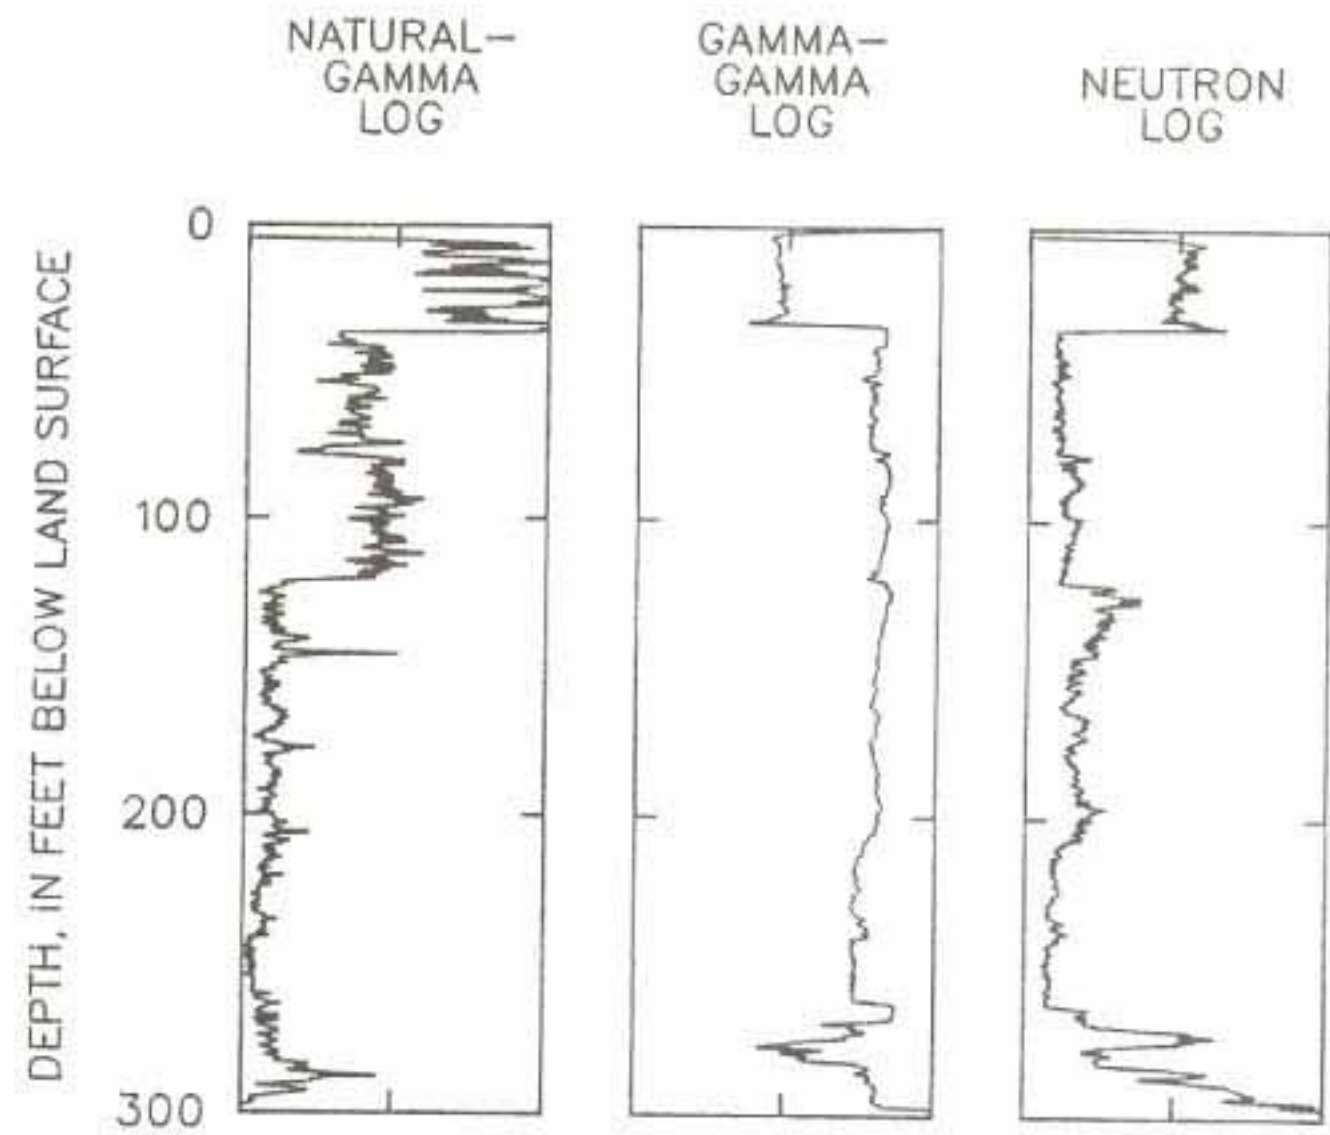 NATURAL-
GAMMA
LOG
GAMMA-
GAMMA
LOG
NEUTRON
LOG
DEPTH, IN FEET BELOW LAND SURFACE
0
100
200
300